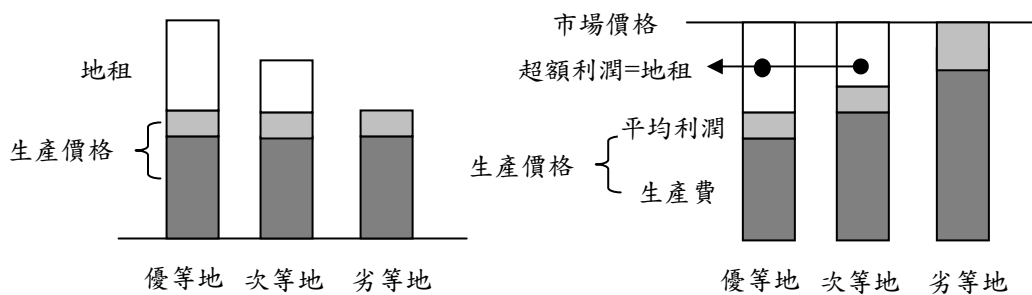 地租
生產價格
優等地 次等地 劣等地
市場價格
超額利潤=地租
平均利潤
生產價格
生產費
優等地 次等地 劣等地